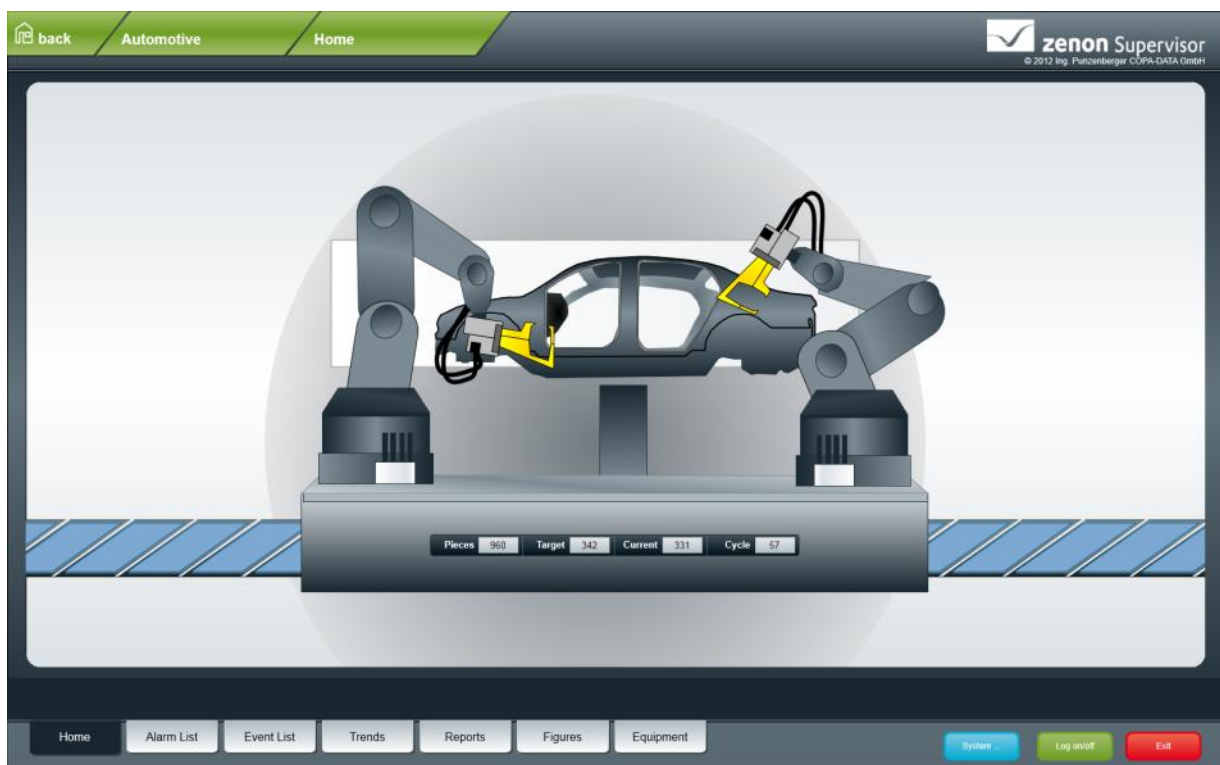 back Automotive Home
zenon Supervisor
© 2012 Ing. Punzenberger COPA-DATA GmbH
Pieces 960 Target 342 Current 331 Cycle 57
Home Alarm List Event List Trends Reports Figures Equipment
System ... Log on/off Exit